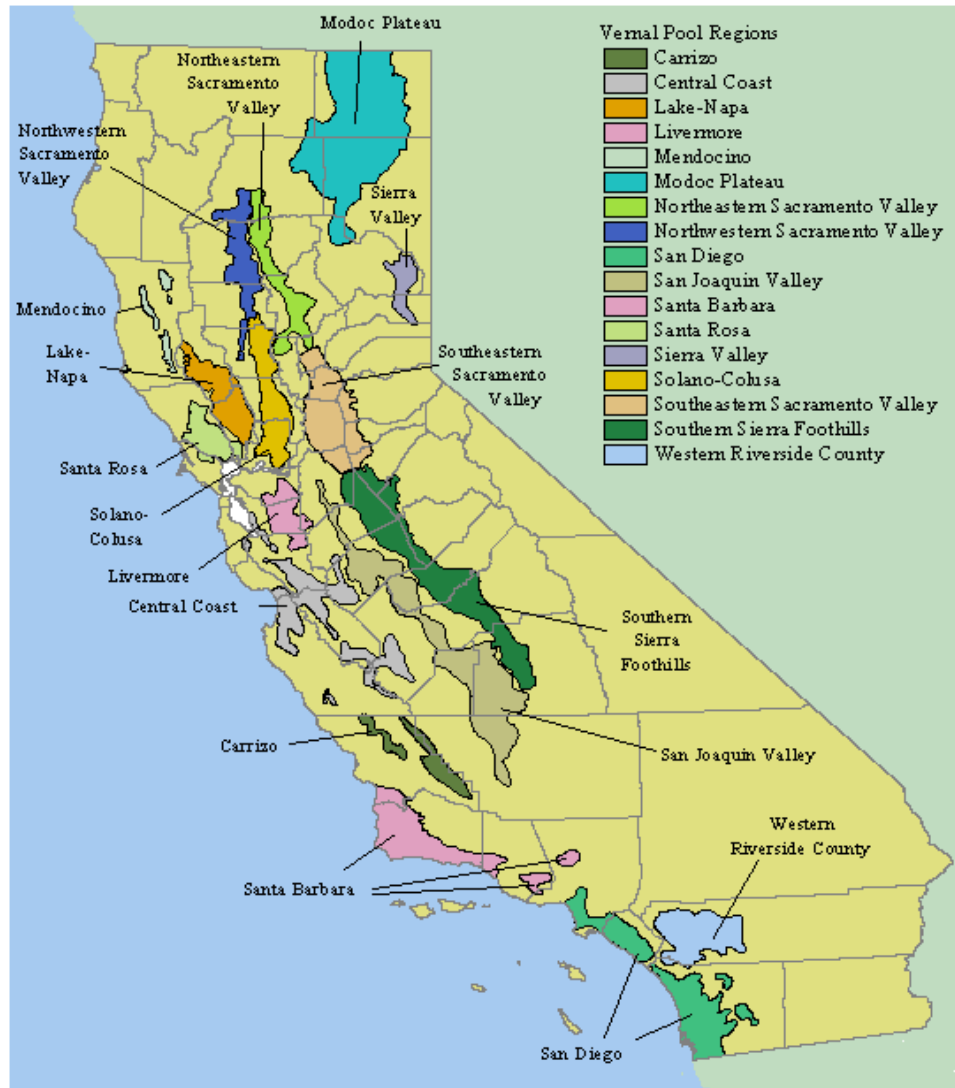 Modoc Plateau
Northeastern
Sacramento
Valley
Northwestern
Sacramento
Valley
Sierra
Valley
Mendocino
Lake-
Napa
Southeastern
Sacramento
Valley
Santa Rosa
Solano-
Colusa
Livermore
Central Coast
Southern
Sierra
Foothills
Carrizo
San Joaquin Valley
Western
Riverside County
Santa Barbara
San Diego
Vernal Pool Regions
Carrizo
Central Coast
Lake-Napa
Livermore
Mendocino
Modoc Plateau
Northeastern Sacramento Valley
Northwestern Sacramento Valley
San Diego
San Joaquin Valley
Santa Barbara
Santa Rosa
Sierra Valley
Solano-Colusa
Southeastern Sacramento Valley
Southern Sierra Foothills
Western Riverside County